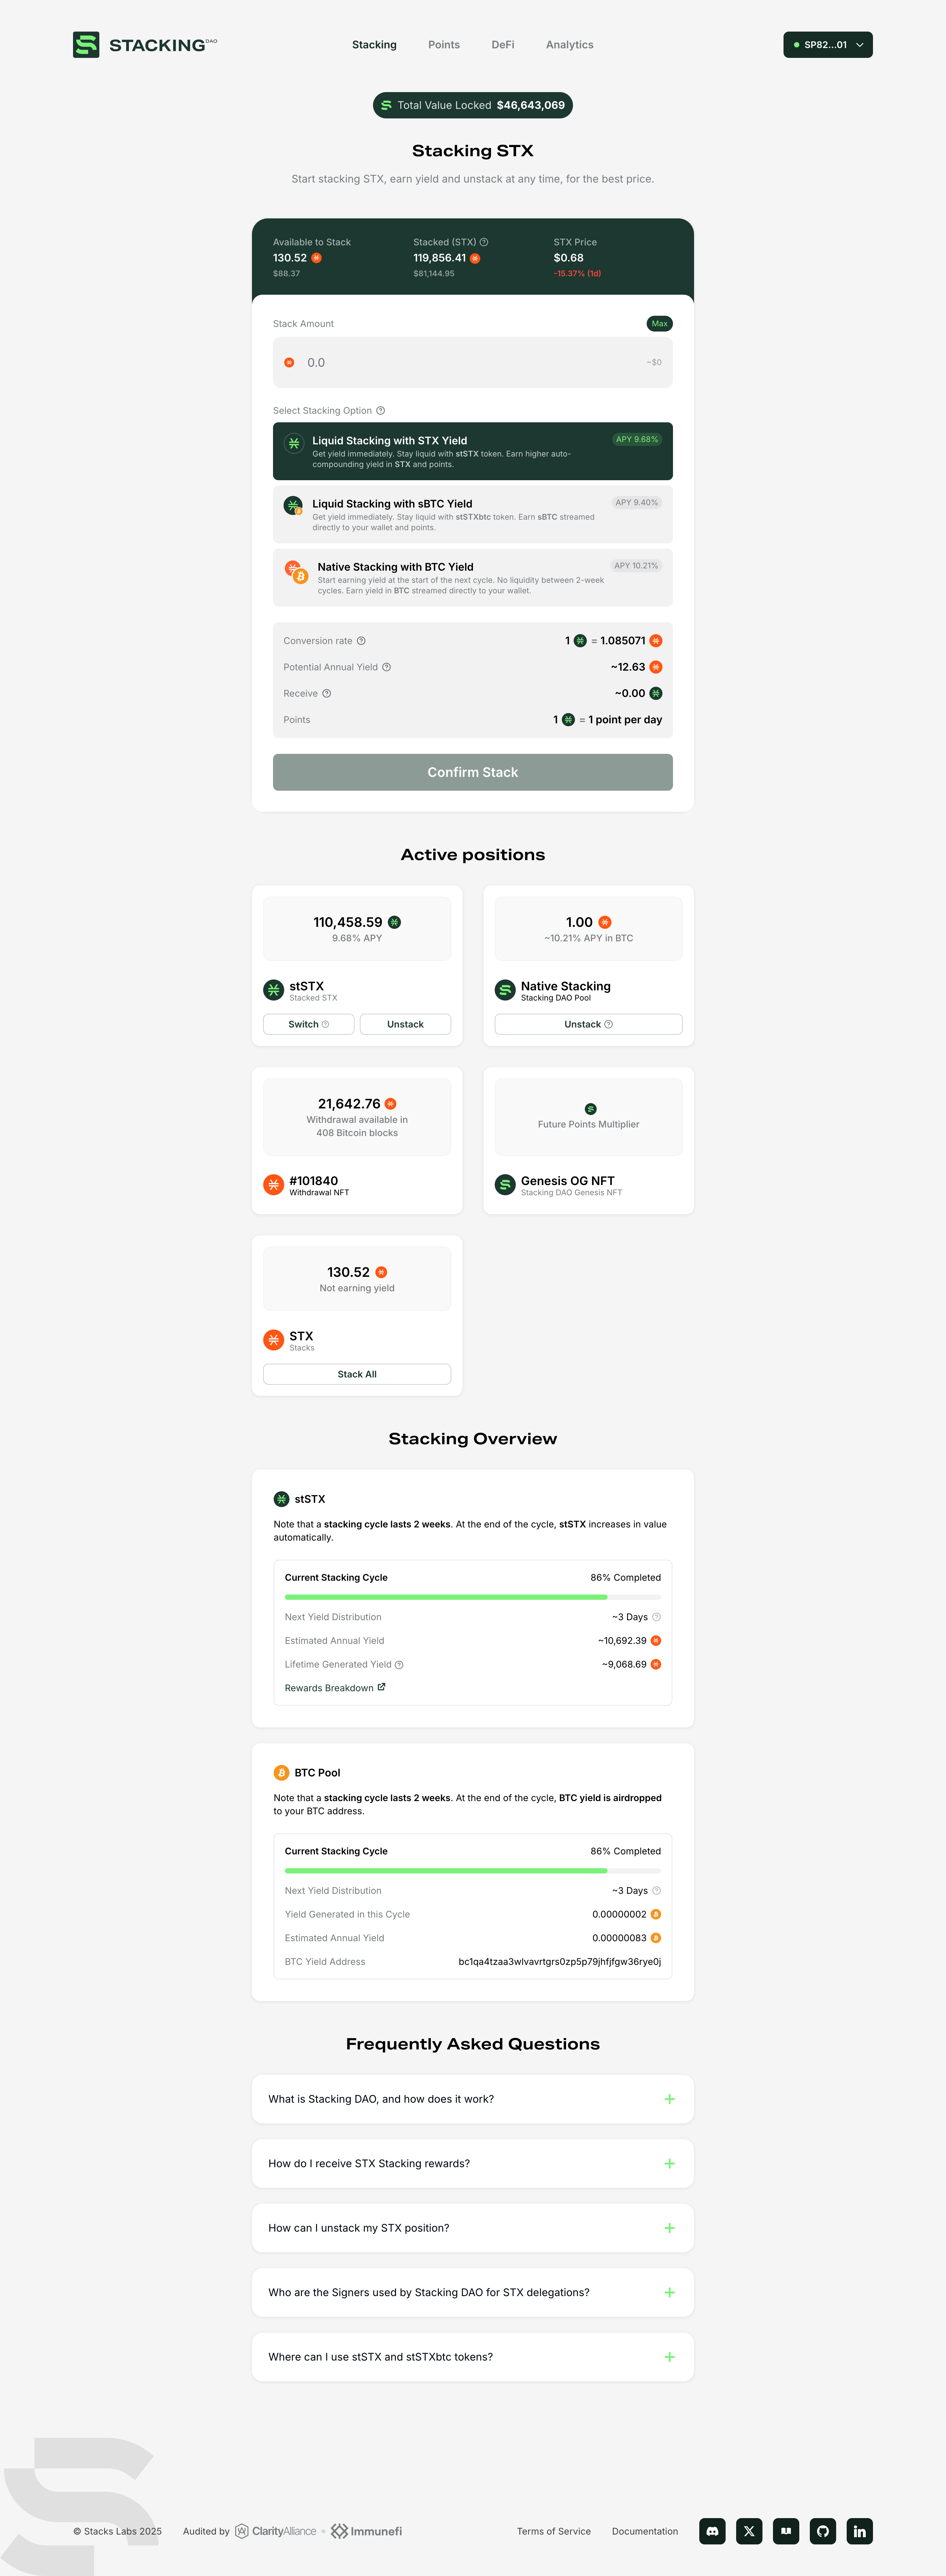 STACKING DAO
Stacking
Points
DeFi
Analytics
SP82...01
Total Value Locked $46,643,069
Stacking STX
Start stacking STX, earn yield and unstack at any time, for the best price.
Available to Stack
130.52
$88.37
Stacked (STX)
119,856.41
$81,144.95
STX Price
$0.68
-15.37% (1d)
Stack Amount
Max
0.0
~$0
Select Stacking Option
Liquid Stacking with STX Yield
APY 9.68%
Get yield immediately. Stay liquid with stSTX token. Earn higher auto-
compounding yield in STX and points.
Liquid Stacking with sBTC Yield
APY 9.40%
Get yield immediately. Stay liquid with stSTXbtc token. Earn sBTC streamed
directly to your wallet and points.
Native Stacking with BTC Yield
APY 10.21%
Start earning yield at the start of the next cycle. No liquidity between 2-week
cycles. Earn yield in BTC streamed directly to your wallet.
Conversion rate
1 = 1.085071
Potential Annual Yield
~12.63
Receive
~0.00
Points
1 = 1 point per day
Confirm Stack
Active positions
110,458.59
9.68% APY
stSTX
Stacked STX
Switch
Unstack
1.00
~10.21% APY in BTC
Native Stacking
Stacking DAO Pool
Unstack
21,642.76
Withdrawal available in
408 Bitcoin blocks
#101840
Withdrawal NFT
Future Points Multiplier
Genesis OG NFT
Stacking DAO Genesis NFT
130.52
Not earning yield
STX
Stacks
Stack All
Stacking Overview
stSTX
Note that a stacking cycle lasts 2 weeks. At the end of the cycle, stSTX increases in value
automatically.
Current Stacking Cycle
86% Completed
Next Yield Distribution
~3 Days
Estimated Annual Yield
~10,692.39
Lifetime Generated Yield
~9,068.69
Rewards Breakdown
BTC Pool
Note that a stacking cycle lasts 2 weeks. At the end of the cycle, BTC yield is airdropped
to your BTC address.
Current Stacking Cycle
86% Completed
Next Yield Distribution
~3 Days
Yield Generated in this Cycle
0.00000002
Estimated Annual Yield
0.00000083
BTC Yield Address
bc1qa4tzaa3wlvavrtgrs0zp5p79jhfjfgw36rye0j
Frequently Asked Questions
What is Stacking DAO, and how does it work?
How do I receive STX Stacking rewards?
How can I unstack my STX position?
Who are the Signers used by Stacking DAO for STX delegations?
Where can I use stSTX and stSTXbtc tokens?
© Stacks Labs 2025
Audited by ClarityAlliance • Immunefi
Terms of Service
Documentation